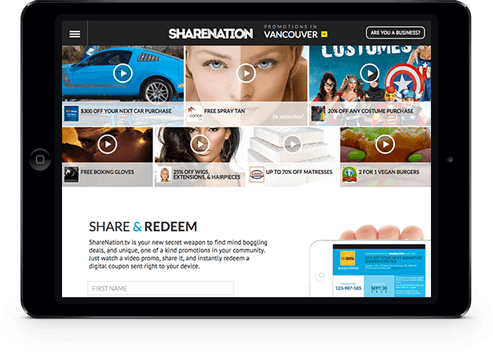 SHARENATION
PROMOTIONS IN
VANCOUVER
ARE YOU A BUSINESS?
COSTUMES
$300 OFF YOUR NEXT CAR PURCHASE
FREE SPRAY TAN
in minutes!
20% OFF ANY COSTUME PURCHASE
FREE BOXING GLOVES
25% OFF WIGS,
EXTENSIONS, & HAIRPIECES
UP TO 70% OFF MATRESSES
2 FOR 1 VEGAN BURGERS
SHARE & REDEEM
ShareNation.tv is your new secret weapon to find mind boggling
deals, and unique, one of a kind promotions in your community.
Just watch a video promo, share it, and instantly redeem a
digital coupon sent right to your device.
FIRST NAME
123-987-585
SEPT 30